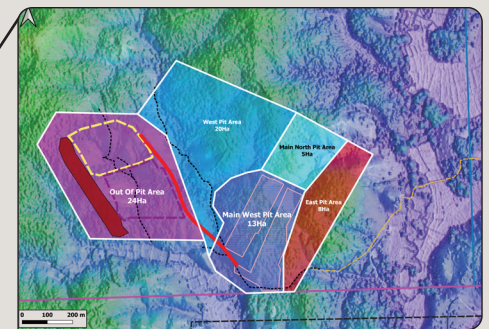 West Pit Area
20Ha
Main North Pit Area
5Ha
Out Of Pit Area
24Ha
East Pit Area
8Ha
Main West Pit Area
13Ha
0 100 200 m